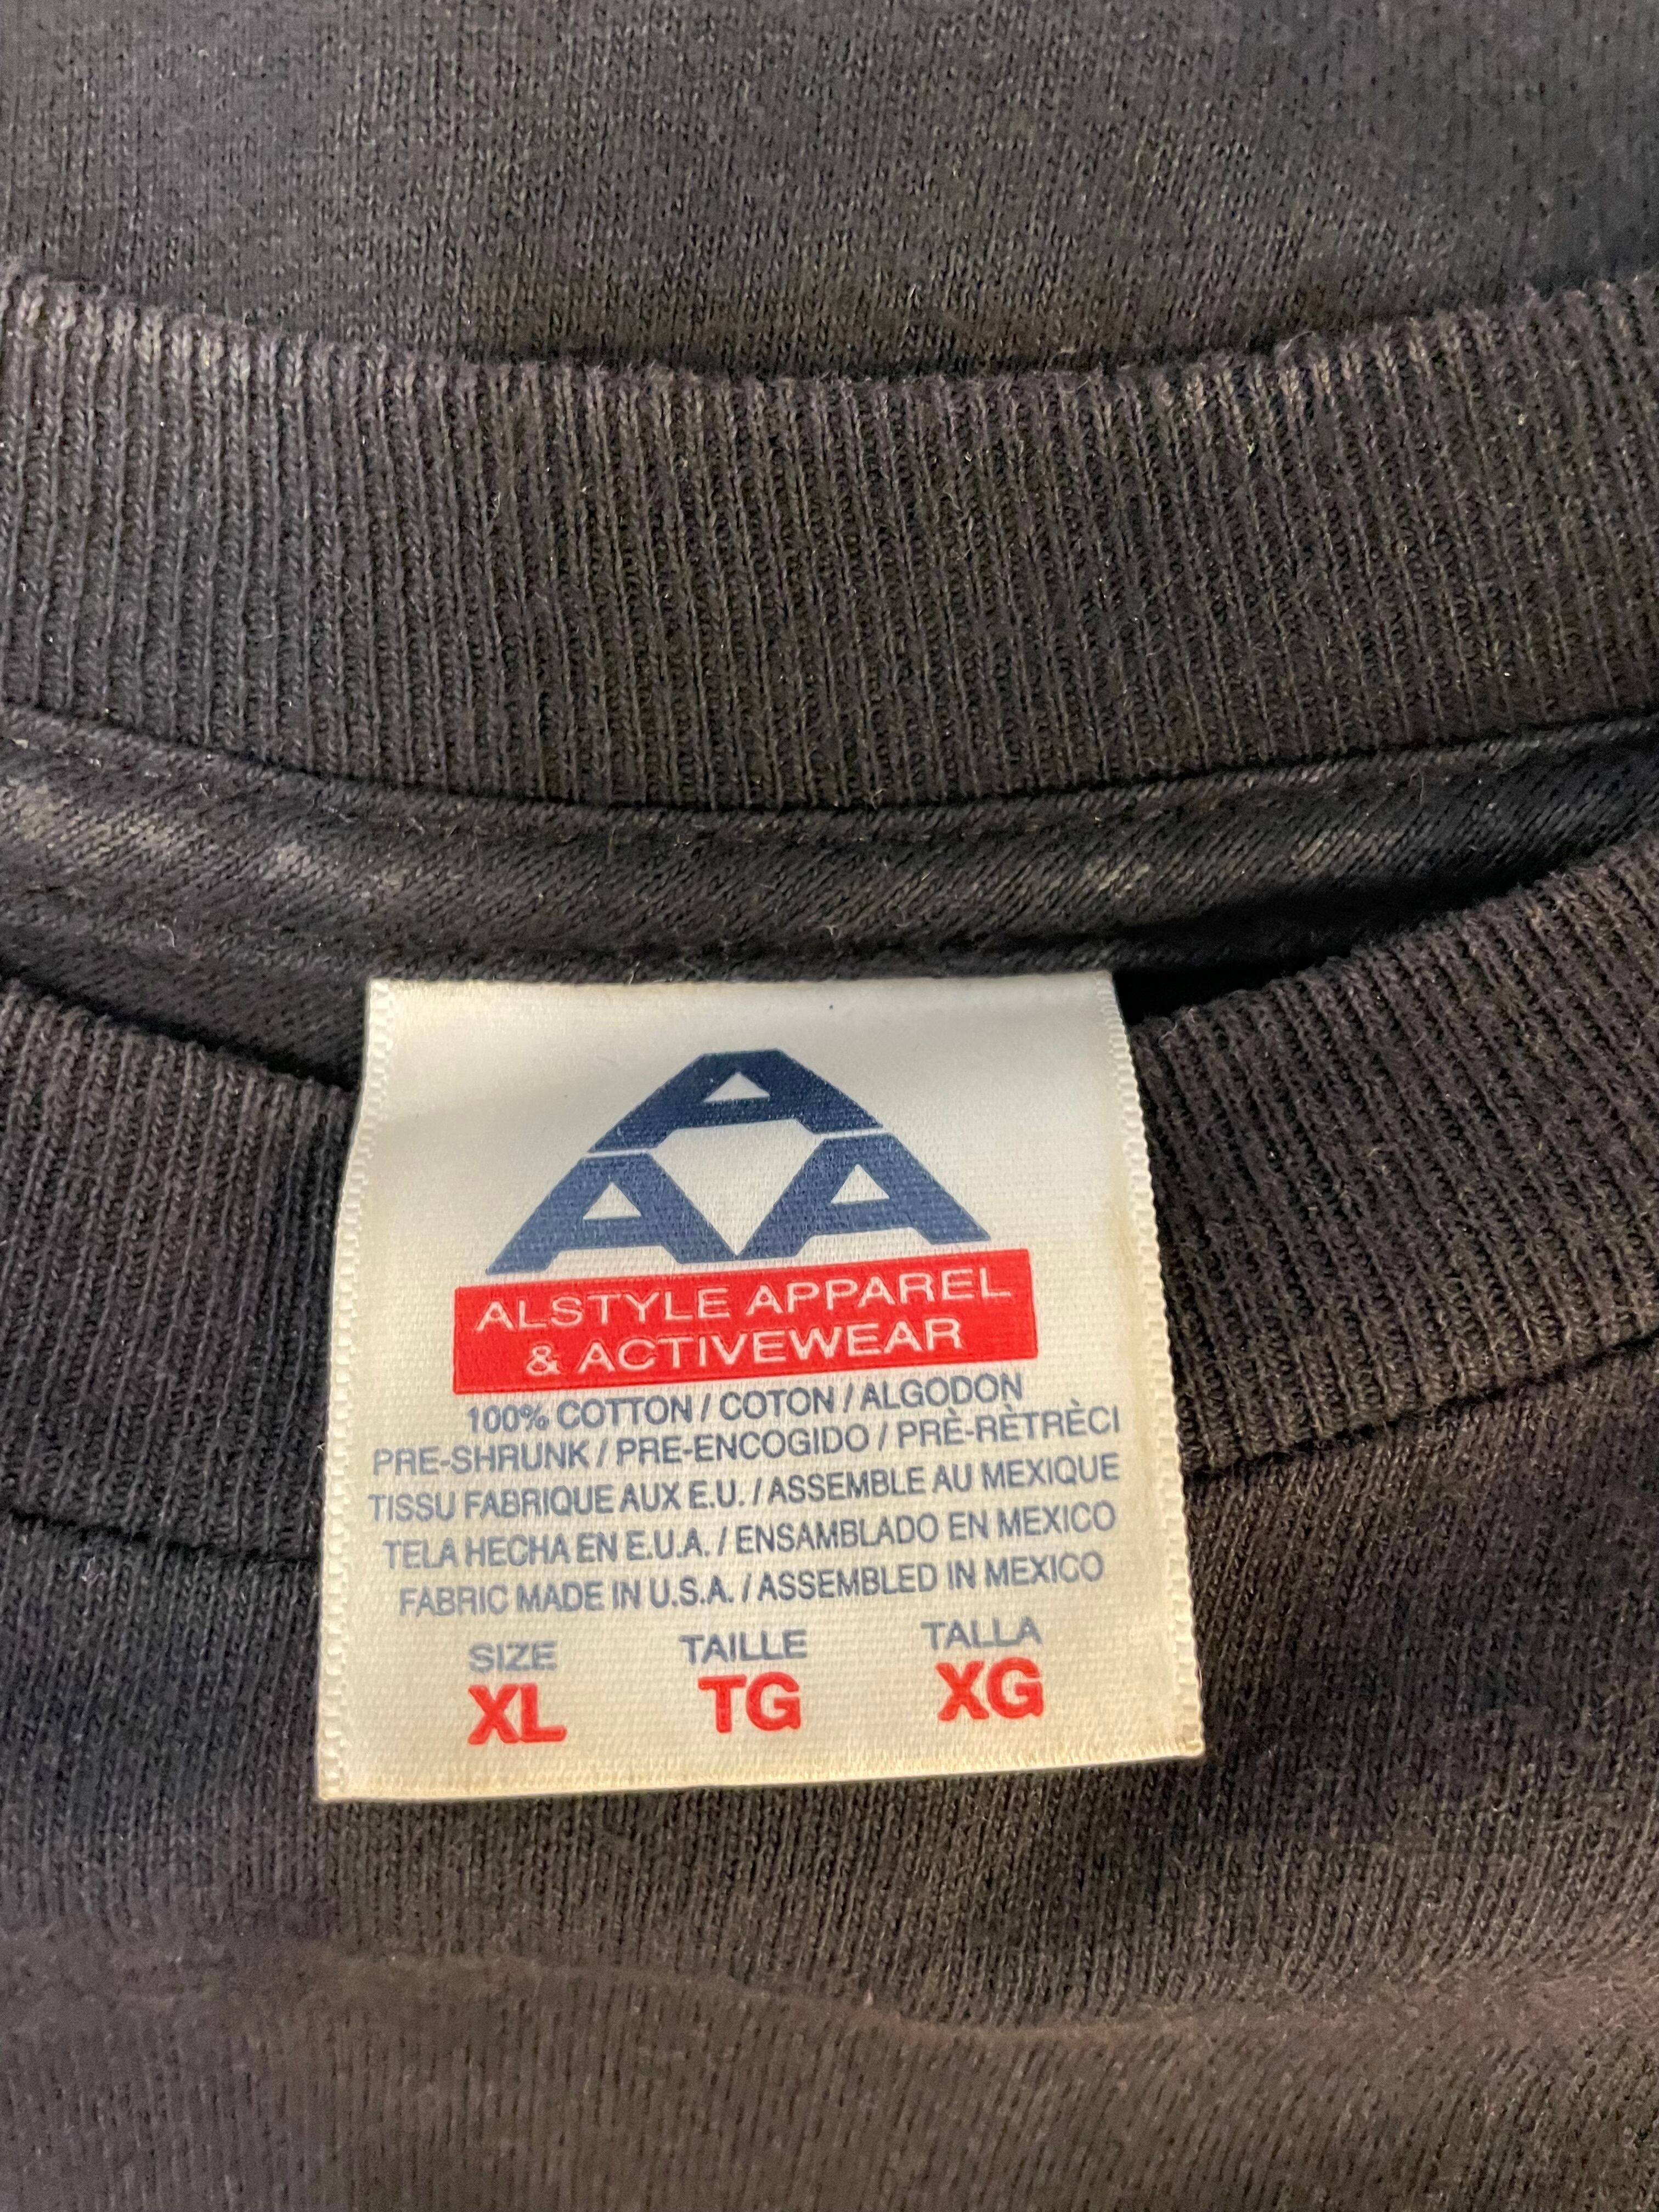 A
AA
ALSTYLE APPAREL
& ACTIVEWEAR
100% COTTON / COTON / ALGODON
PRE-SHRUNK / PRE-ENCOGIDO / PRÈ-RÈTRÈCI
TISSU FABRIQUE AUX E.U. / ASSEMBLE AU MEXIQUE
TELA HECHA EN E.U.A. / ENSAMBLADO EN MEXICO
FABRIC MADE IN U.S.A. / ASSEMBLED IN MEXICO
SIZE TAILLE TALLA
XL TG XG